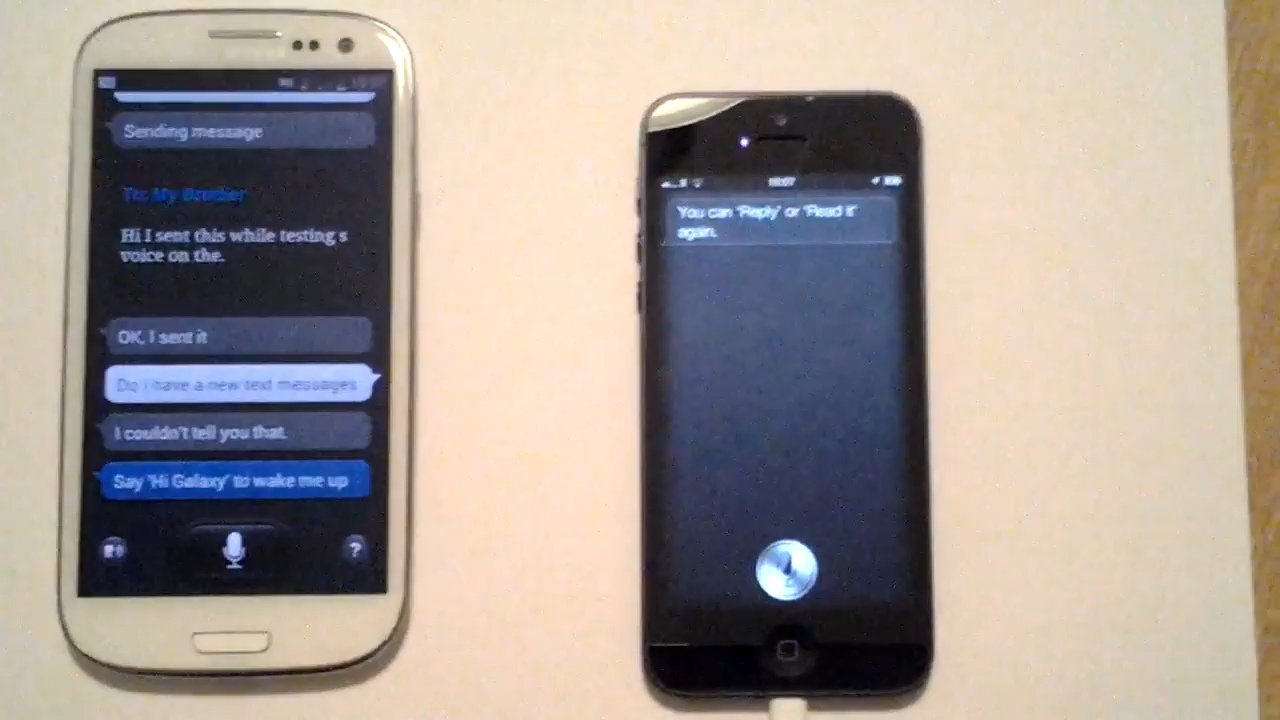 Sending message
To: My Brother
Hi I sent this while testing s
voice on the.
OK, I sent it
Do I have a new text messages
I couldn't tell you that.
Say 'Hi Galaxy' to wake me up
?
You can 'Reply' or 'Read it'
again.